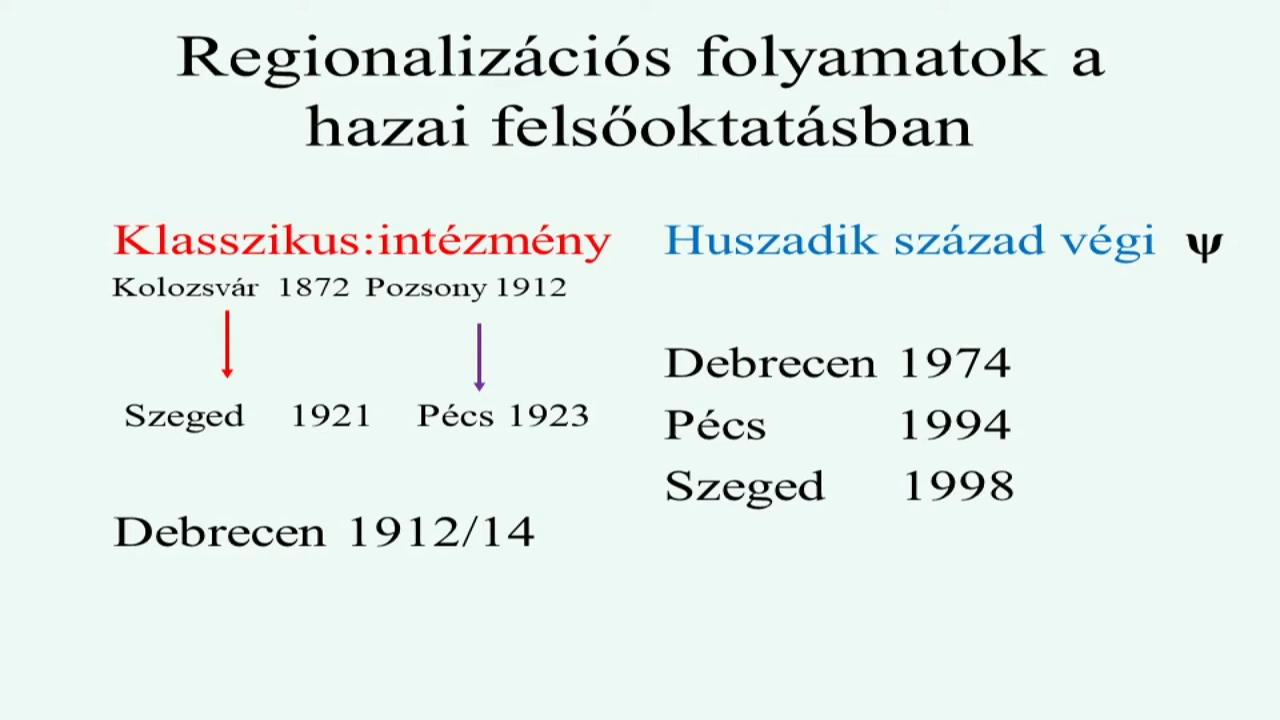 Regionalizációs folyamatok a
hazai felsőoktatásban
Klasszikus:intézmény
Kolozsvár 1872 Pozsony 1912
Szeged 1921 Pécs 1923
Debrecen 1912/14
Huszadik század végi ψ
Debrecen 1974
Pécs 1994
Szeged 1998